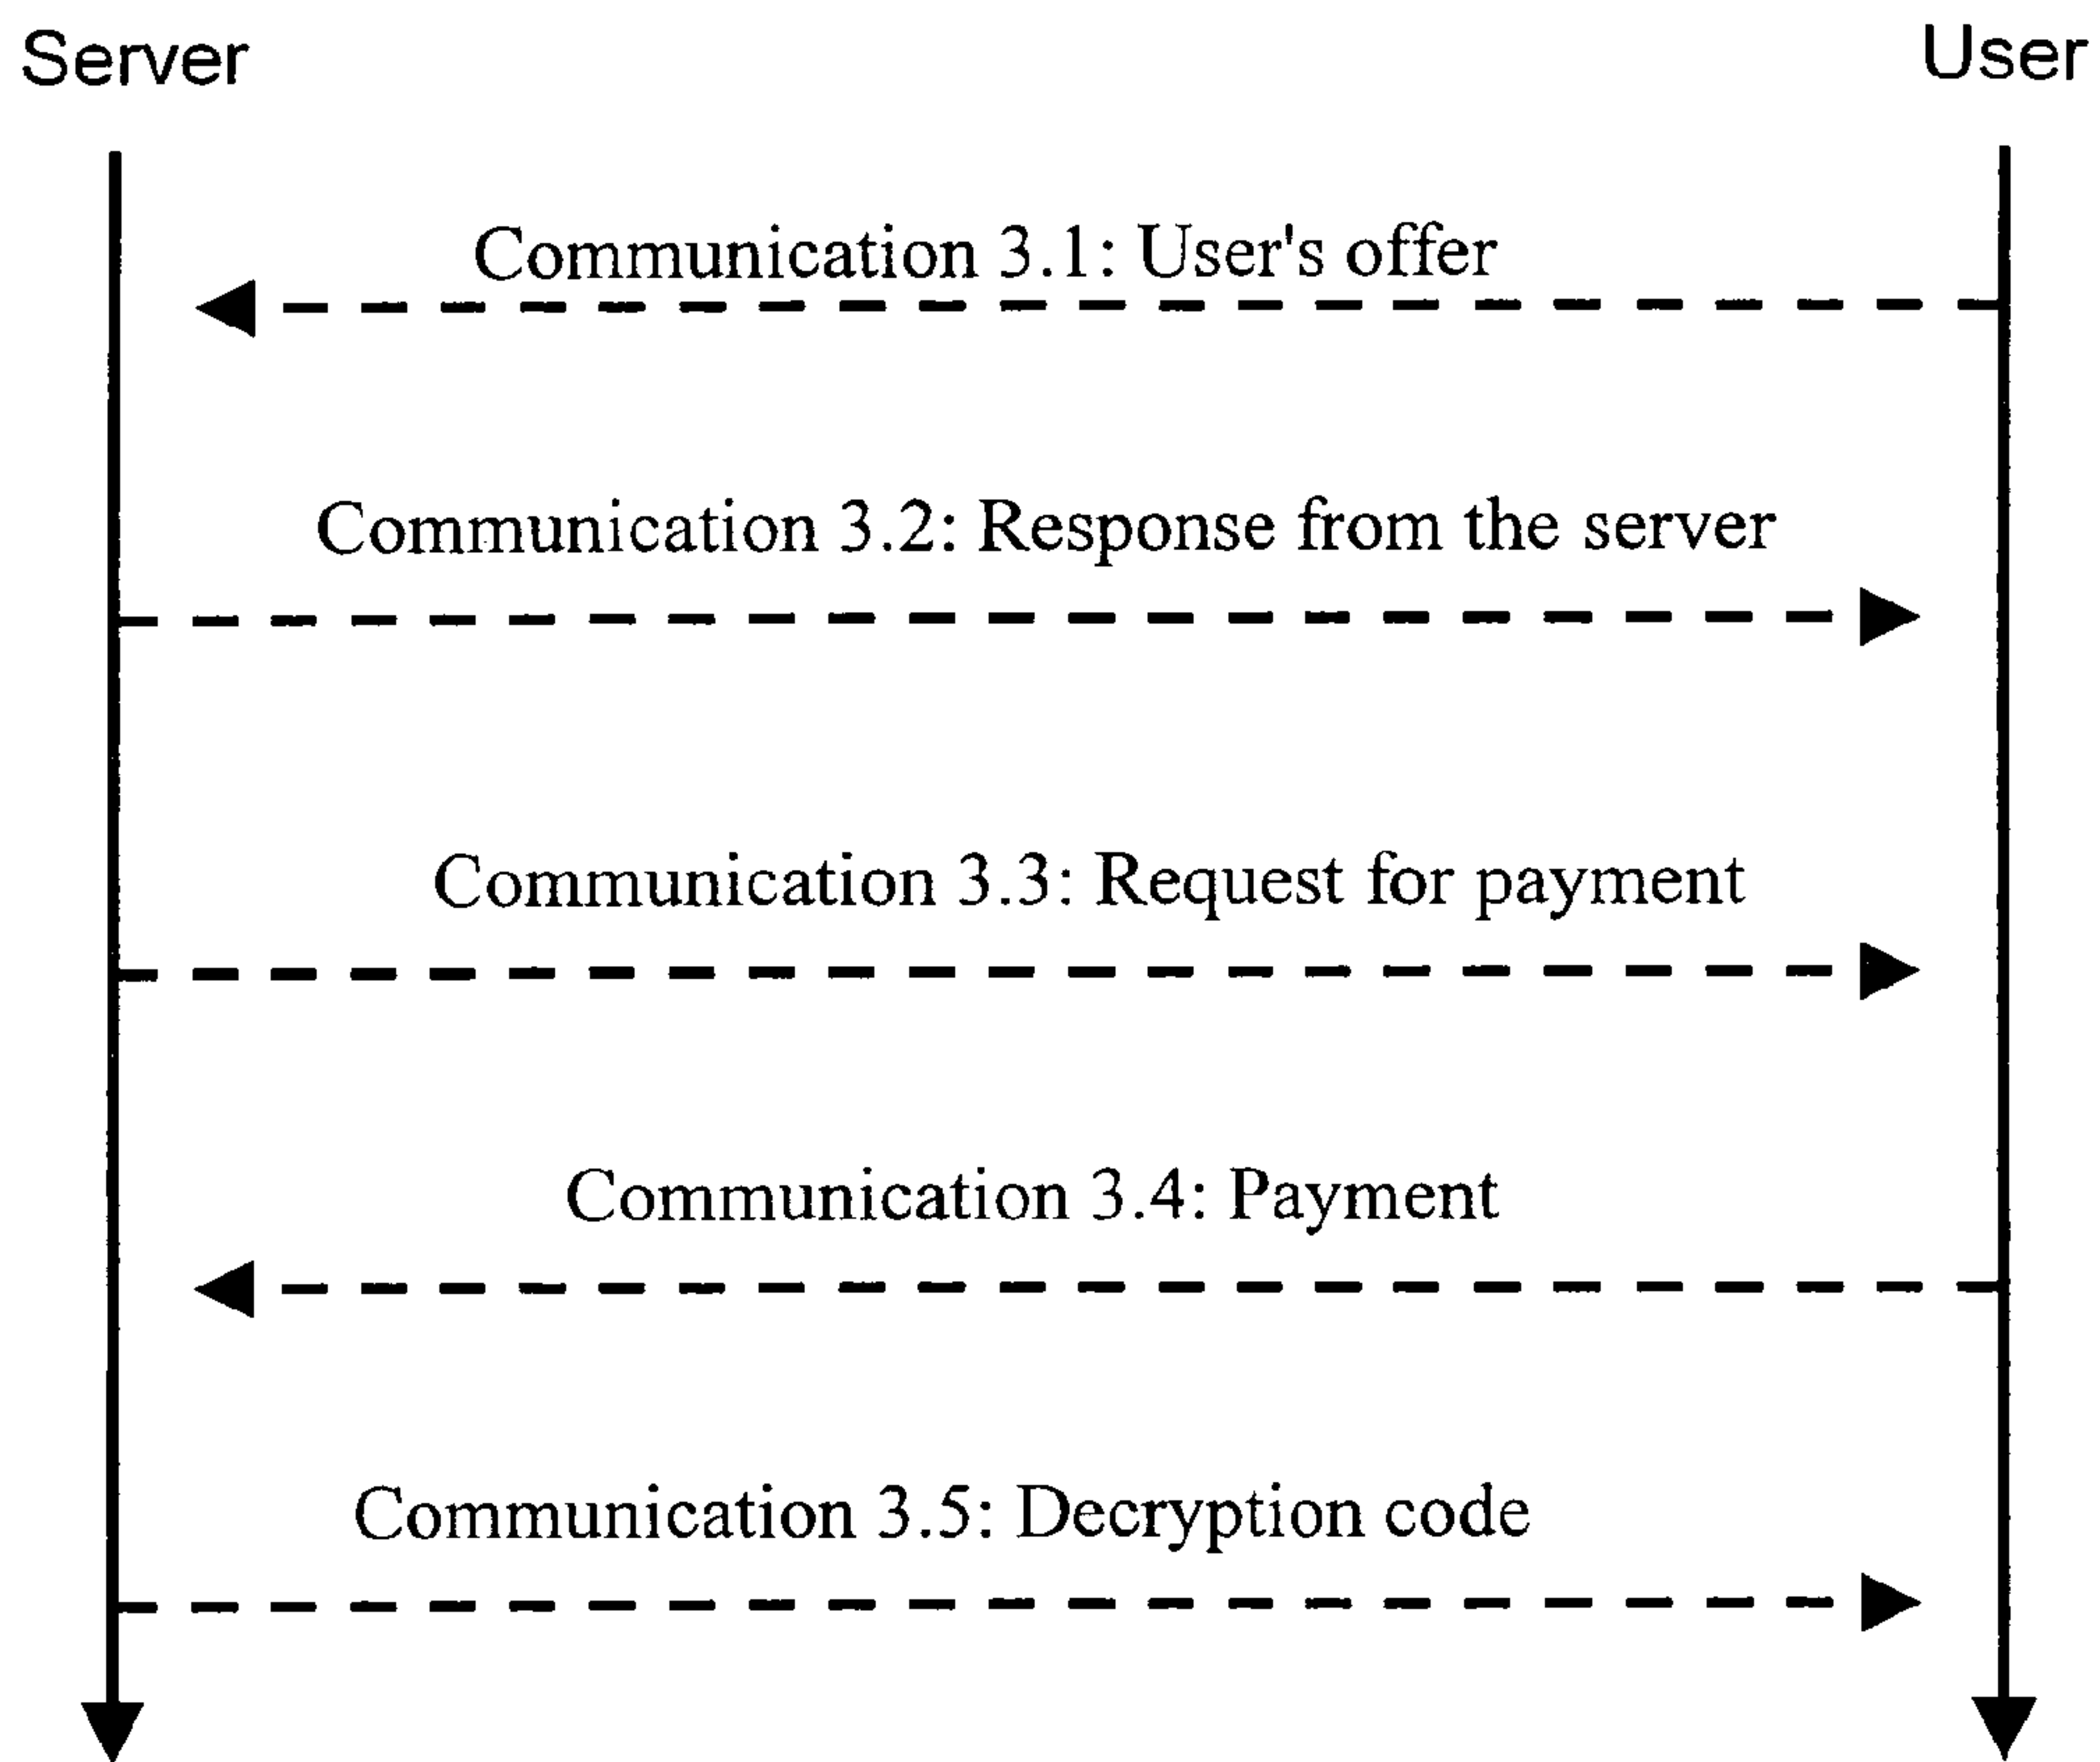 Server
User
Communication 3.1: User's offer
Communication 3.2: Response from the server
Communication 3.3: Request for payment
Communication 3.4: Payment
Communication 3.5: Decryption code